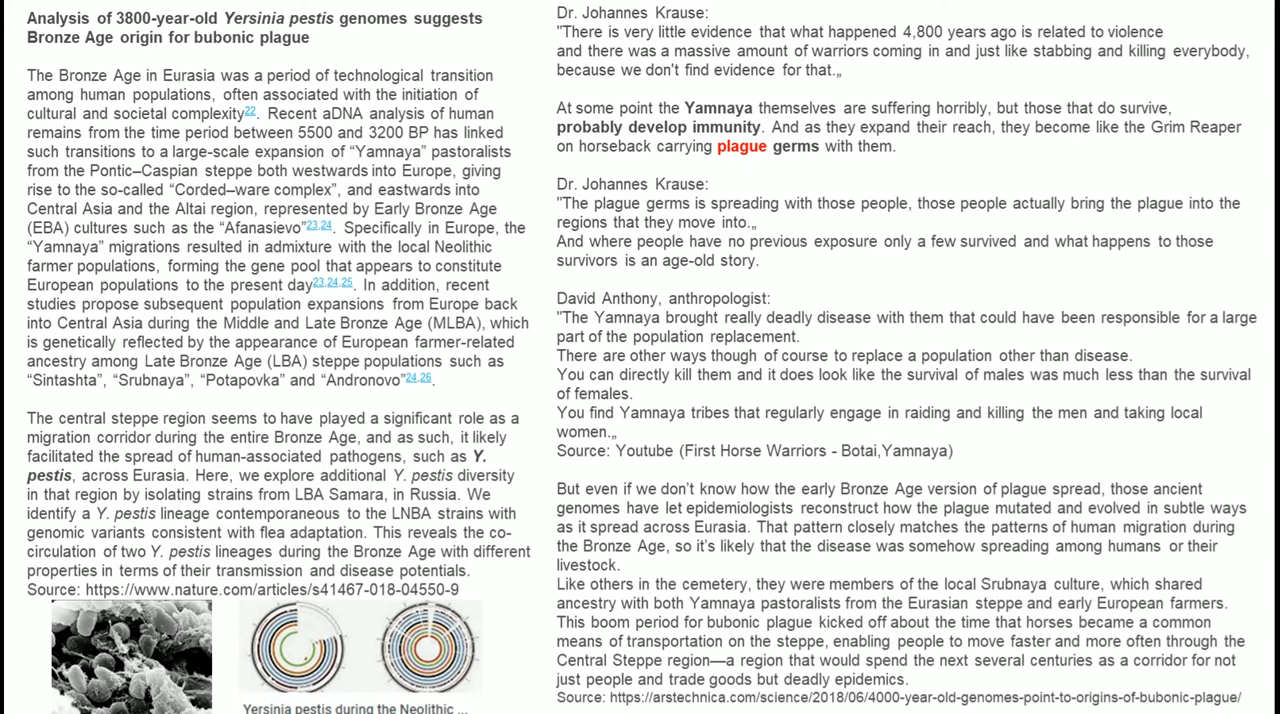 Analysis of 3800-year-old Yersinia pestis genomes suggests
Bronze Age origin for bubonic plague
The Bronze Age in Eurasia was a period of technological transition
among human populations, often associated with the initiation of
cultural and societal complexity22. Recent aDNA analysis of human
remains from the time period between 5500 and 3200 BP has linked
such transitions to a large-scale expansion of “Yamnaya” pastoralists
from the Pontic–Caspian steppe both westwards into Europe, giving
rise to the so-called “Corded–ware complex”, and eastwards into
Central Asia and the Altai region, represented by Early Bronze Age
(EBA) cultures such as the “Afanasievo”23,24. Specifically in Europe, the
“Yamnaya” migrations resulted in admixture with the local Neolithic
farmer populations, forming the gene pool that appears to constitute
European populations to the present day23,24,25. In addition, recent
studies propose subsequent population expansions from Europe back
into Central Asia during the Middle and Late Bronze Age (MLBA), which
is genetically reflected by the appearance of European farmer-related
ancestry among Late Bronze Age (LBA) steppe populations such as
“Sintashta”, “Srubnaya”, “Potapovka” and “Andronovo”24,26.
The central steppe region seems to have played a significant role as a
migration corridor during the entire Bronze Age, and as such, it likely
facilitated the spread of human-associated pathogens, such as Y.
pestis, across Eurasia. Here, we explore additional Y. pestis diversity
in that region by isolating strains from LBA Samara, in Russia. We
identify a Y. pestis lineage contemporaneous to the LNBA strains with
genomic variants consistent with flea adaptation. This reveals the co-
circulation of two Y. pestis lineages during the Bronze Age with different
properties in terms of their transmission and disease potentials.
Source: https://www.nature.com/articles/s41467-018-04550-9
Yersinia pestis during the Neolithic ...
Dr. Johannes Krause:
"There is very little evidence that what happened 4,800 years ago is related to violence
and there was a massive amount of warriors coming in and just like stabbing and killing everybody,
because we don't find evidence for that.„
At some point the Yamnaya themselves are suffering horribly, but those that do survive,
probably develop immunity. And as they expand their reach, they become like the Grim Reaper
on horseback carrying plague germs with them.
Dr. Johannes Krause:
"The plague germs is spreading with those people, those people actually bring the plague into the
regions that they move into.„
And where people have no previous exposure only a few survived and what happens to those
survivors is an age-old story.
David Anthony, anthropologist:
"The Yamnaya brought really deadly disease with them that could have been responsible for a large
part of the population replacement.
There are other ways though of course to replace a population other than disease.
You can directly kill them and it does look like the survival of males was much less than the survival
of females.
You find Yamnaya tribes that regularly engage in raiding and killing the men and taking local
women.„
Source: Youtube (First Horse Warriors - Botai,Yamnaya)
But even if we don’t know how the early Bronze Age version of plague spread, those ancient
genomes have let epidemiologists reconstruct how the plague mutated and evolved in subtle ways
as it spread across Eurasia. That pattern closely matches the patterns of human migration during
the Bronze Age, so it’s likely that the disease was somehow spreading among humans or their
livestock.
Like others in the cemetery, they were members of the local Srubnaya culture, which shared
ancestry with both Yamnaya pastoralists from the Eurasian steppe and early European farmers.
This boom period for bubonic plague kicked off about the time that horses became a common
means of transportation on the steppe, enabling people to move faster and more often through the
Central Steppe region—a region that would spend the next several centuries as a corridor for not
just people and trade goods but deadly epidemics.
Source: https://arstechnica.com/science/2018/06/4000-year-old-genomes-point-to-origins-of-bubonic-plague/